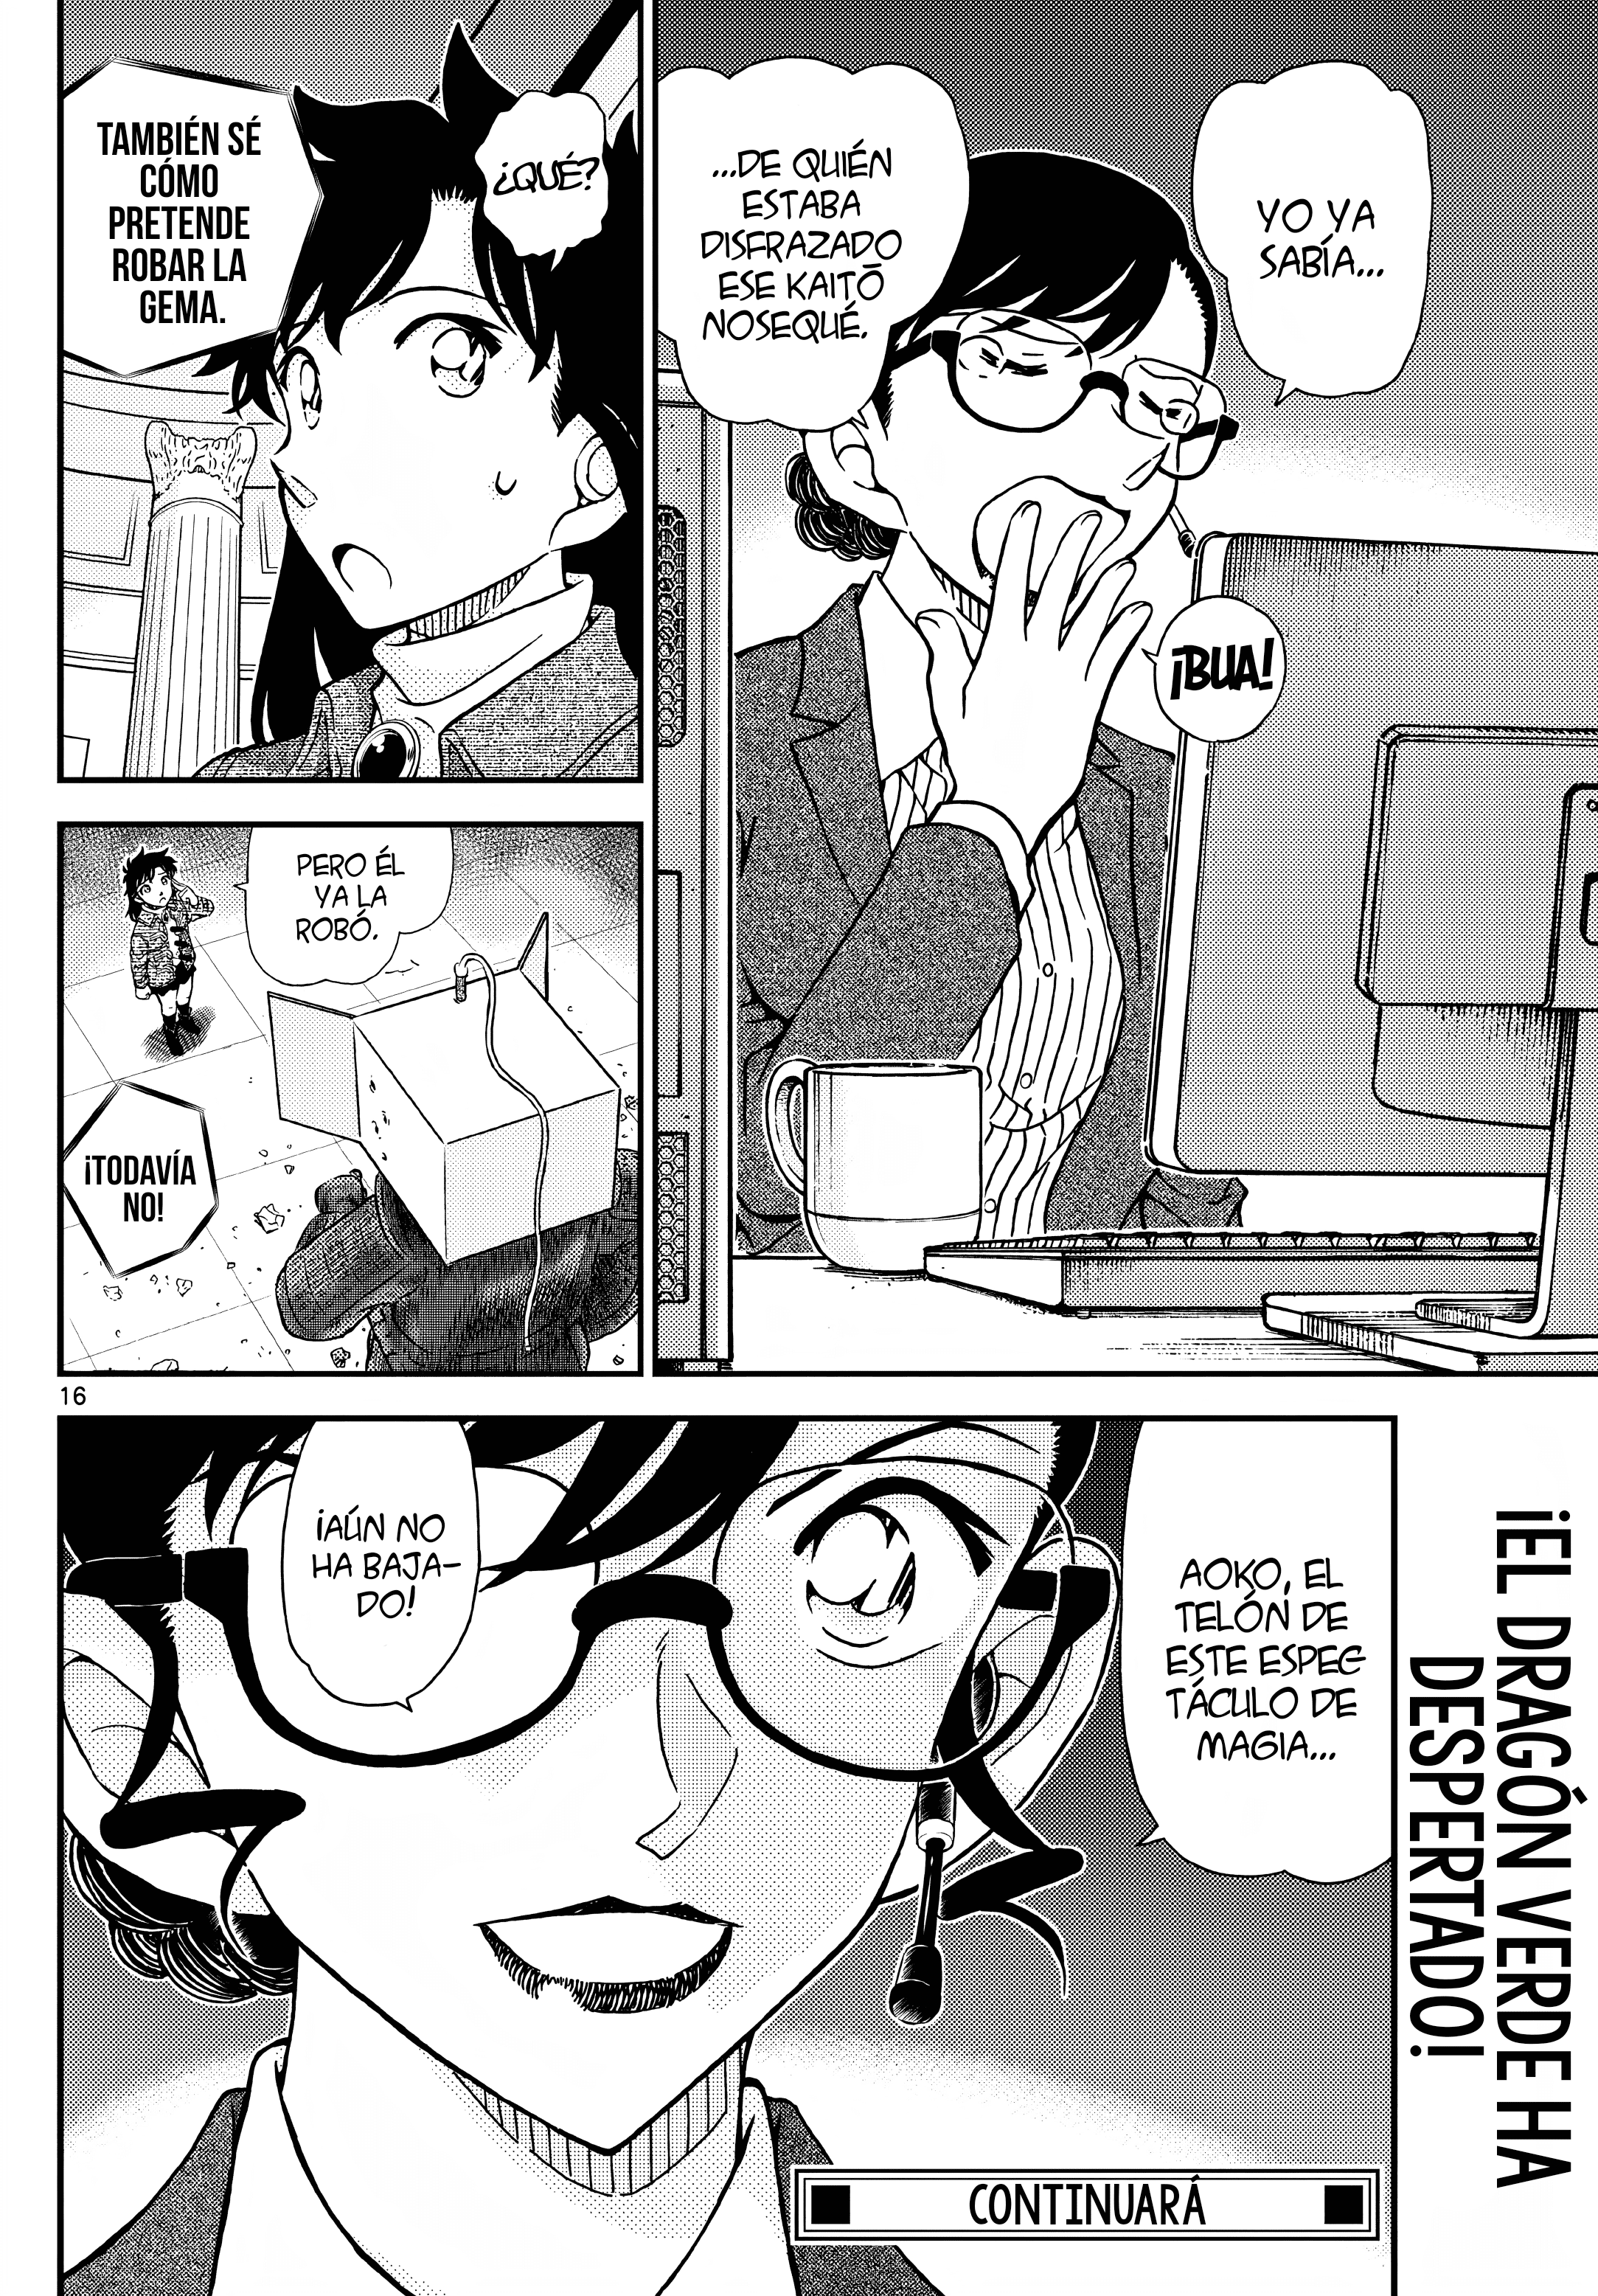 YO YA
SABÍA...
...DE QUIÉN
ESTABA
DISFRAZADO
ESE KAITŌ
NOSEQUÉ.
¡BUA!
¿QUÉ?
TAMBIÉN SÉ
CÓMO
PRETENDE
ROBAR LA
GEMA.
PERO ÉL
YA LA
ROBÓ.
¡TODAVÍA
NO!
16
AOKO, EL
TELÓN DE
ESTE ESPEC-
TÁCULO DE
MAGIA...
¡AÚN NO
HA BAJA-
DO!
¡EL DRAGÓN VERDE HA
DESPERTADO!
CONTINUARÁ